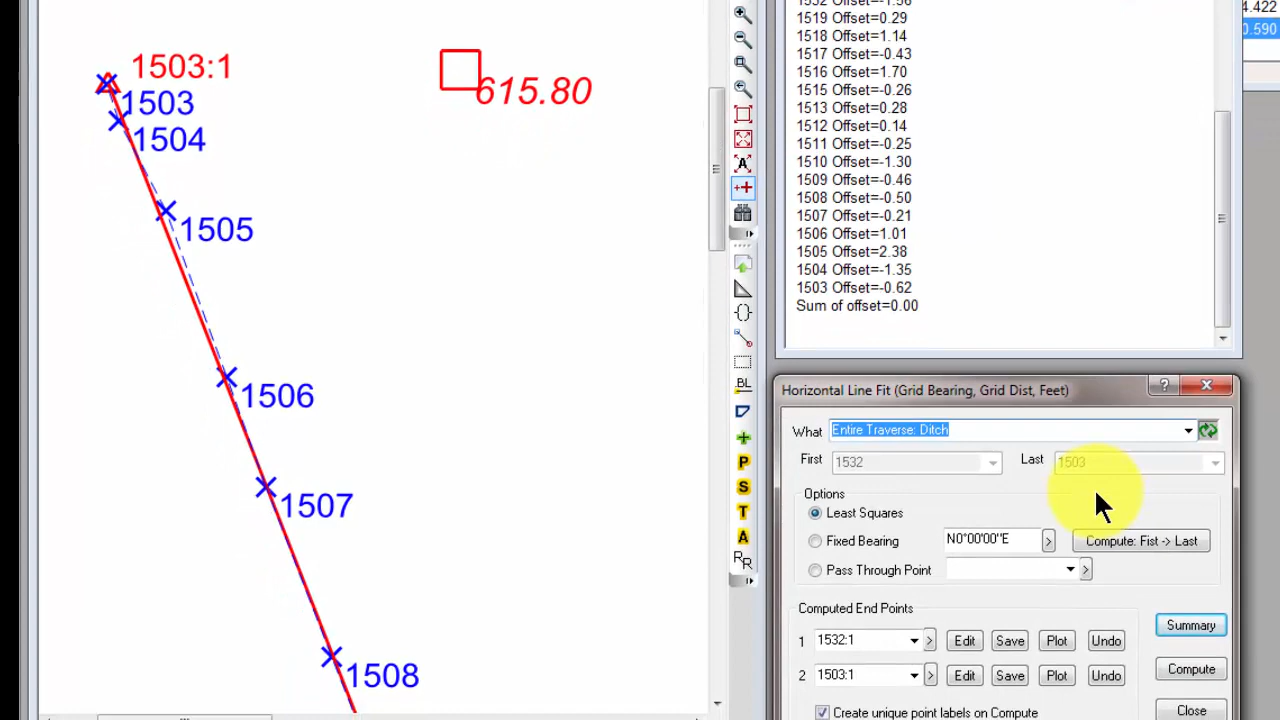 1503:1
1503
1504
615.80
1505
1506
1507
1508
A
BL
P
S
T
A
RR
1532 Offset=-1.56
1519 Offset=0.29
1518 Offset=1.14
1517 Offset=-0.43
1516 Offset=1.70
1515 Offset=-0.26
1513 Offset=0.28
1512 Offset=0.14
1511 Offset=-0.25
1510 Offset=-1.30
1509 Offset=-0.46
1508 Offset=-0.50
1507 Offset=-0.21
1506 Offset=1.01
1505 Offset=2.38
1504 Offset=-1.35
1503 Offset=-0.62
Sum of offset=0.00
4.422
0.590
Horizontal Line Fit (Grid Bearing, Grid Dist, Feet)
What Entire Traverse: Ditch
First 1532 Last 1503
Options
Least Squares
Fixed Bearing N0°00'00"E > Compute: Fist -> Last
Pass Through Point >
Computed End Points
1 1532:1 > Edit Save Plot Undo
Summary
2 1503:1 > Edit Save Plot Undo
Compute
Create unique point labels on Compute
Close